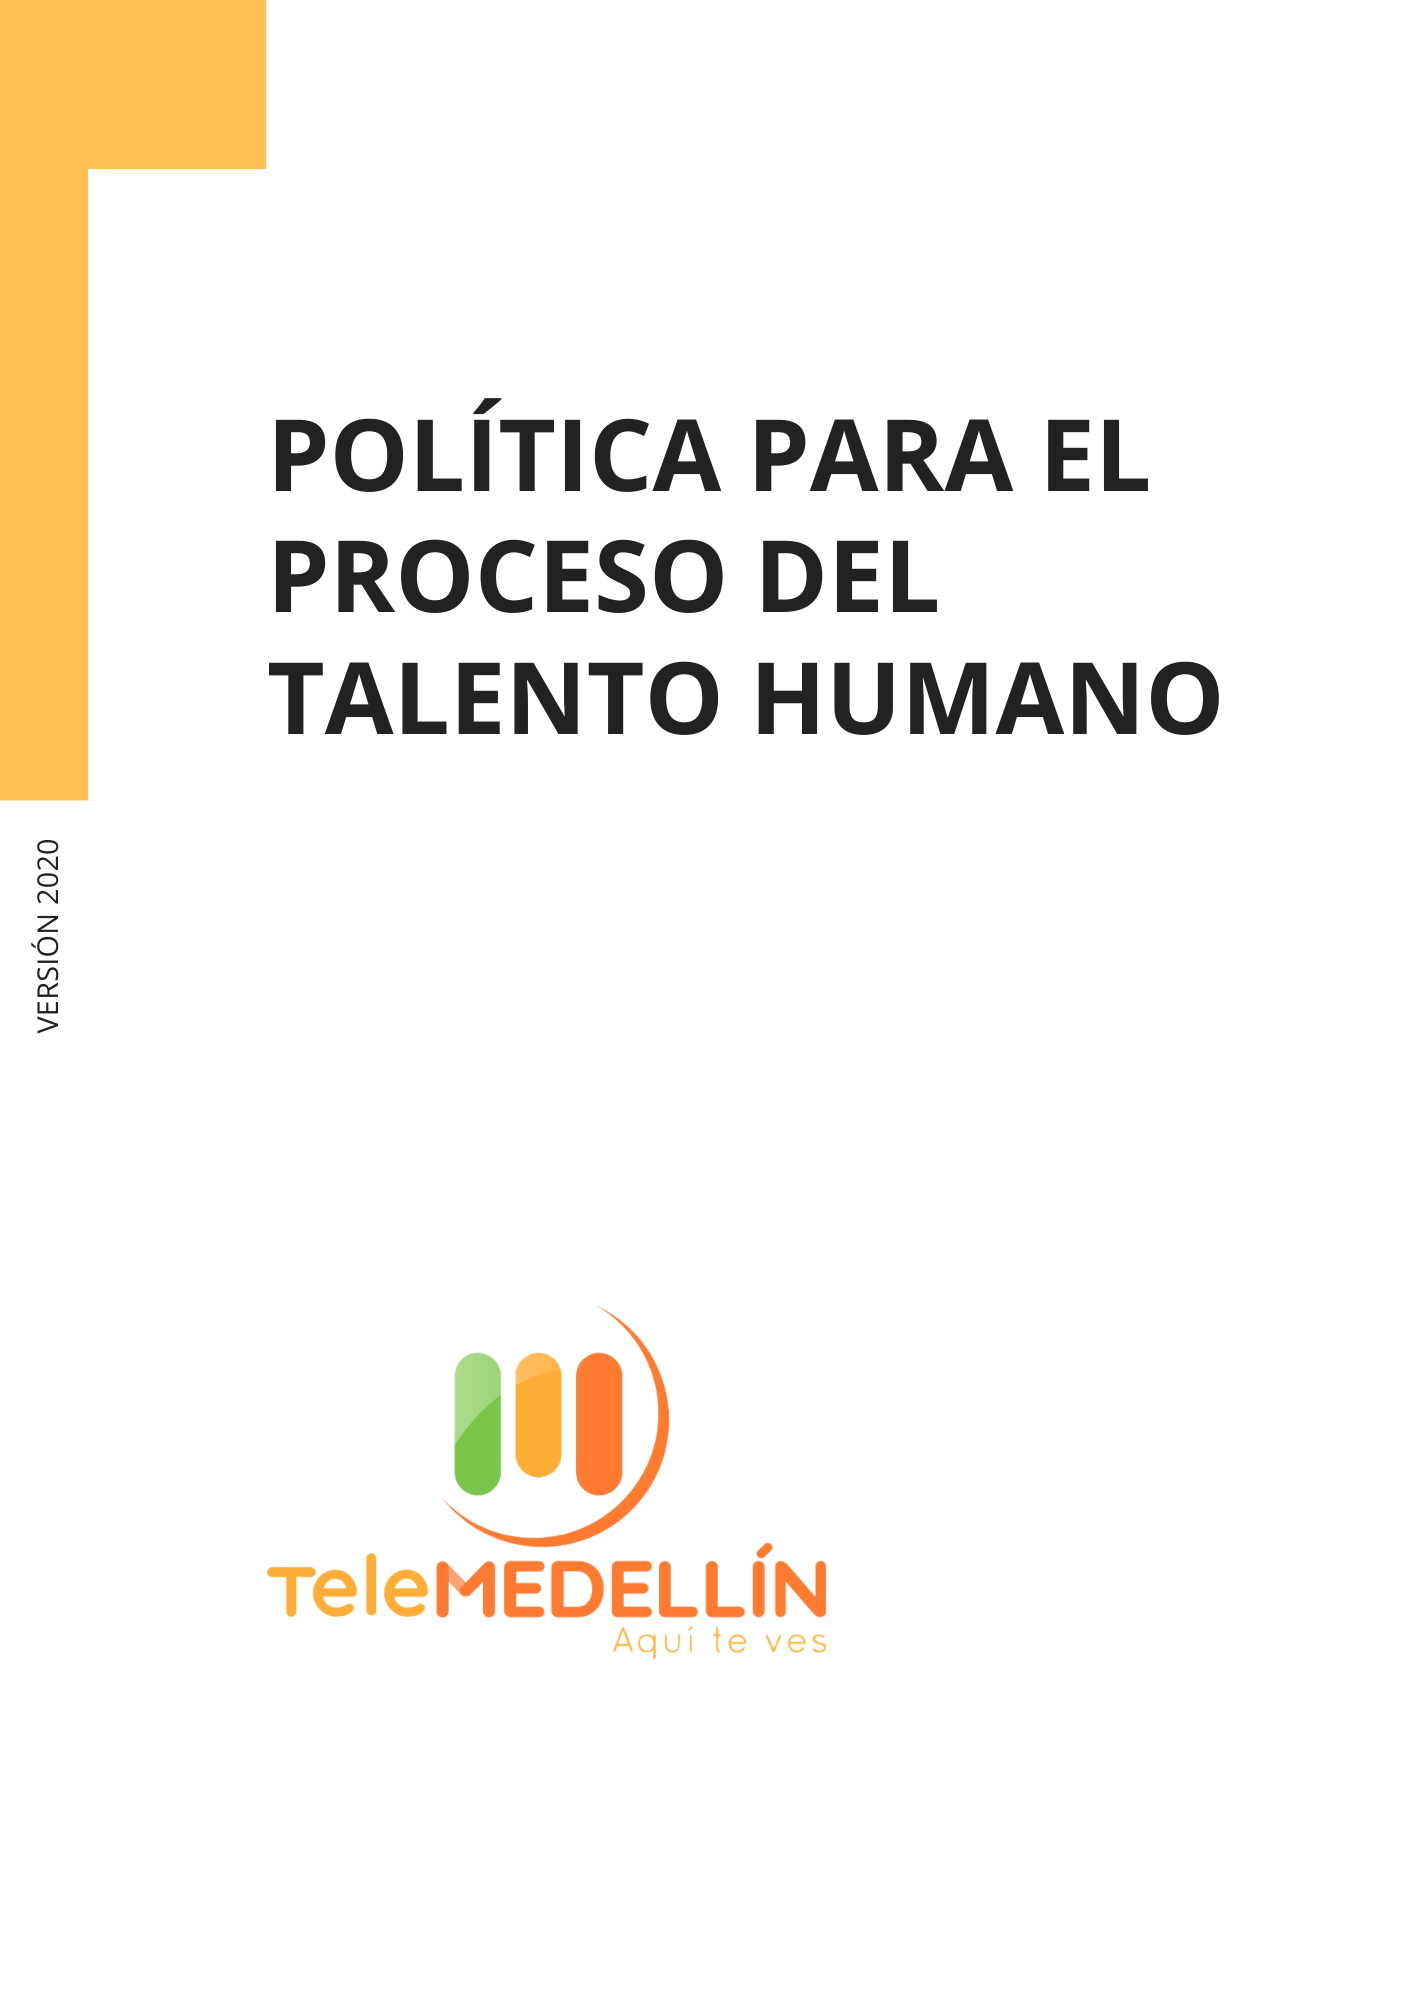 POLÍTICA PARA EL
PROCESO DEL
TALENTO HUMANO
VERSIÓN 2020
TeleMEDELLÍN
Aquí te ves